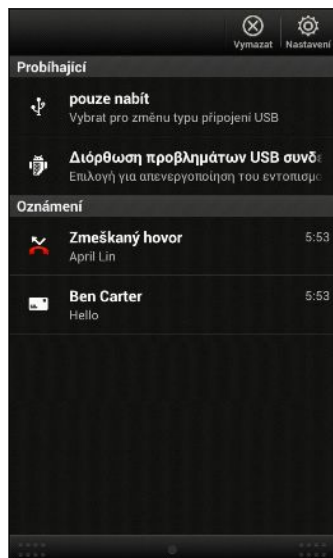 Vymazat Nastavení
Probíhající
pouze nabít
Vybrat pro změnu typu připojení USB
Διόρθωση προβλημάτων USB συνδε
Επιλογή για απενεργοποίηση του εντοπισμο
Oznámení
Zmeškaný hovor 5:53
April Lin
Ben Carter 5:53
Hello